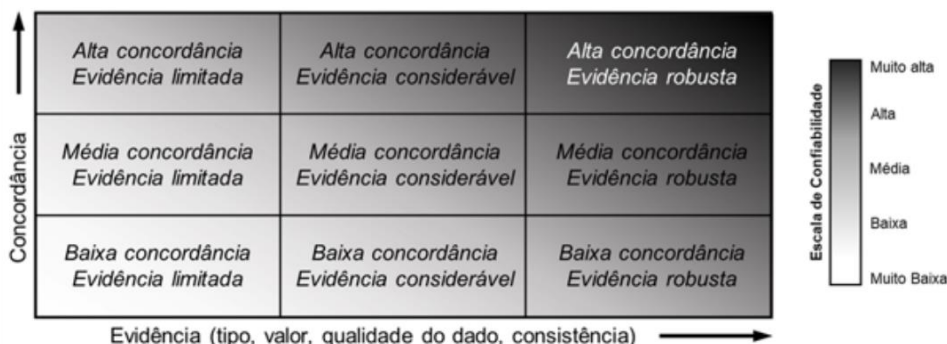 Alta concordância
Evidência limitada
Alta concordância
Evidência considerável
Alta concordância
Evidência robusta
Média concordância
Evidência limitada
Média concordância
Evidência considerável
Média concordância
Evidência robusta
Baixa concordância
Evidência limitada
Baixa concordância
Evidência considerável
Baixa concordância
Evidência robusta
Concordância
Evidência (tipo, valor, qualidade do dado, consistência)
Escala de Confiabilidade
Muito alta
Alta
Média
Baixa
Muito Baixa